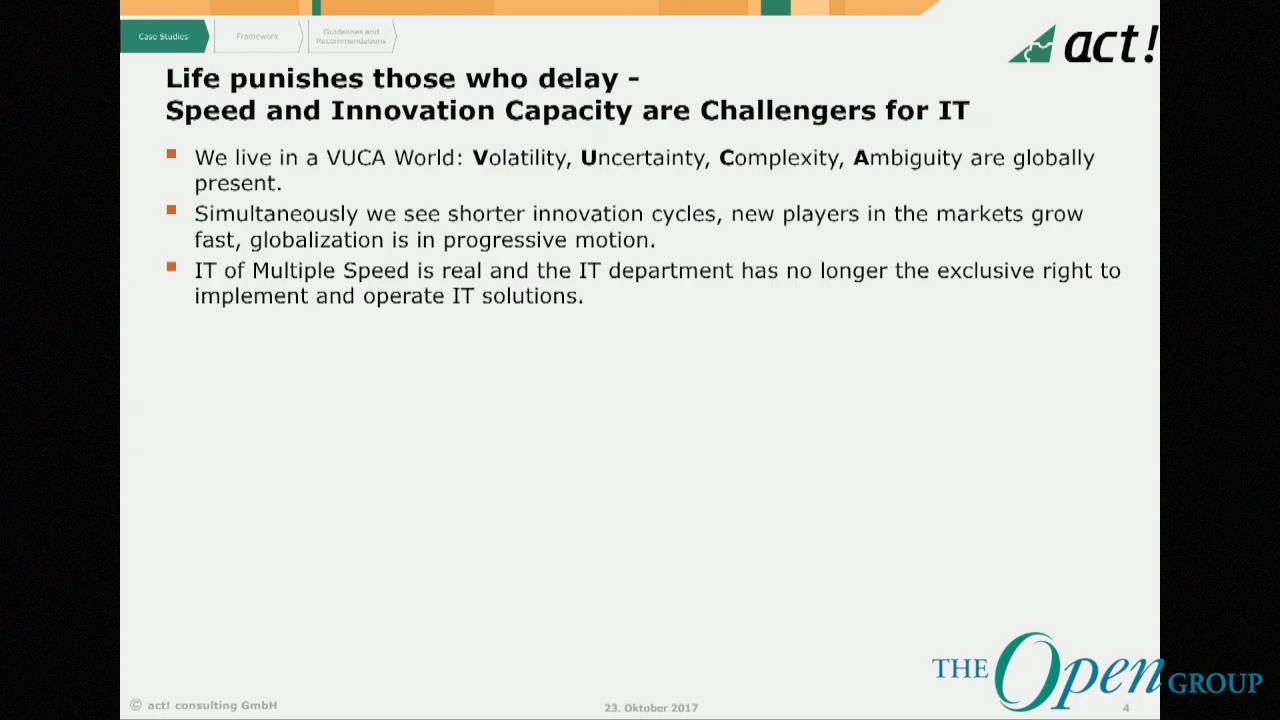 Case Studies
Framework
Guidelines and
Recommendations
act!
Life punishes those who delay -
Speed and Innovation Capacity are Challengers for IT
We live in a VUCA World: Volatility, Uncertainty, Complexity, Ambiguity are globally
present.
Simultaneously we see shorter innovation cycles, new players in the markets grow
fast, globalization is in progressive motion.
IT of Multiple Speed is real and the IT department has no longer the exclusive right to
implement and operate IT solutions.
THE Open GROUP
© act! consulting GmbH
23. Oktober 2017
4